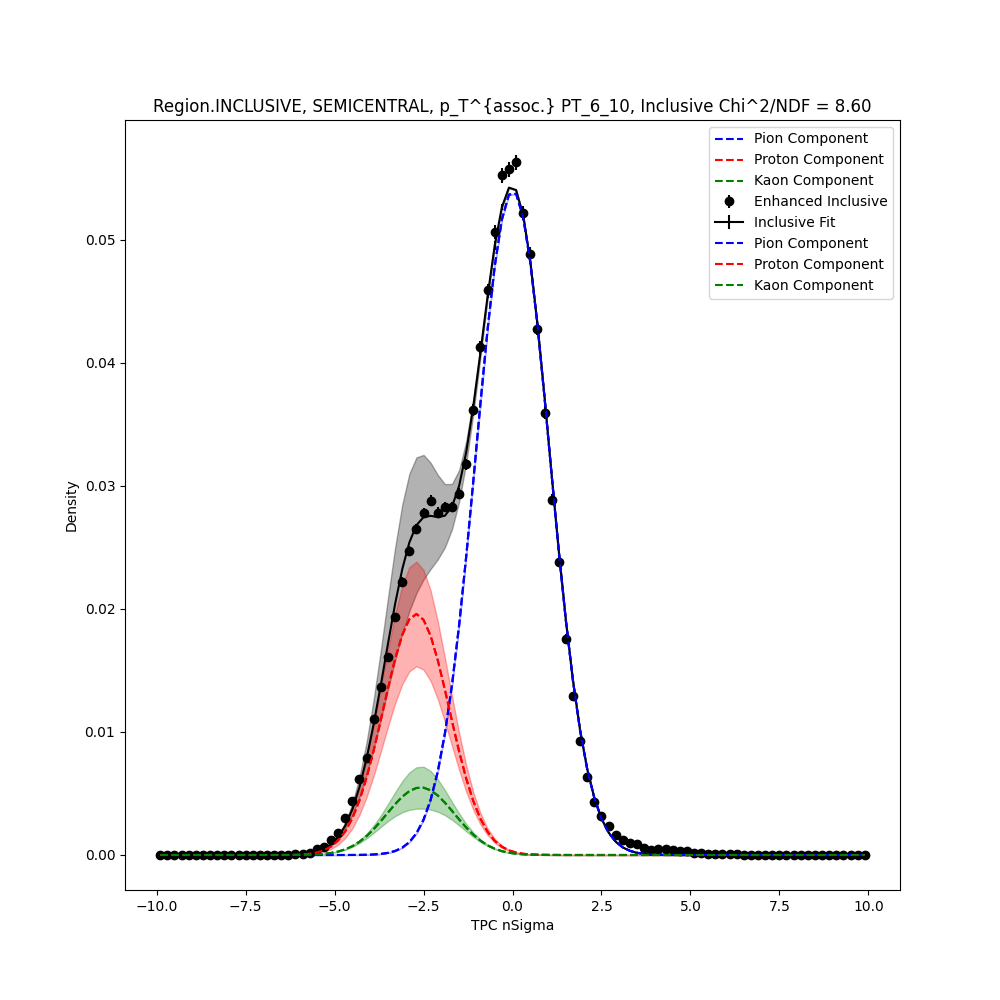 Region.INCLUSIVE, SEMICENTRAL, p_T^{assoc.} PT_6_10, Inclusive Chi^2/NDF = 8.60
Pion Component
Proton Component
Kaon Component
Enhanced Inclusive
Inclusive Fit
Pion Component
Proton Component
Kaon Component
0.05
0.04
0.03
0.02
0.01
0.00
Density
−10.0 −7.5 −5.0 −2.5 0.0 2.5 5.0 7.5 10.0
TPC nSigma